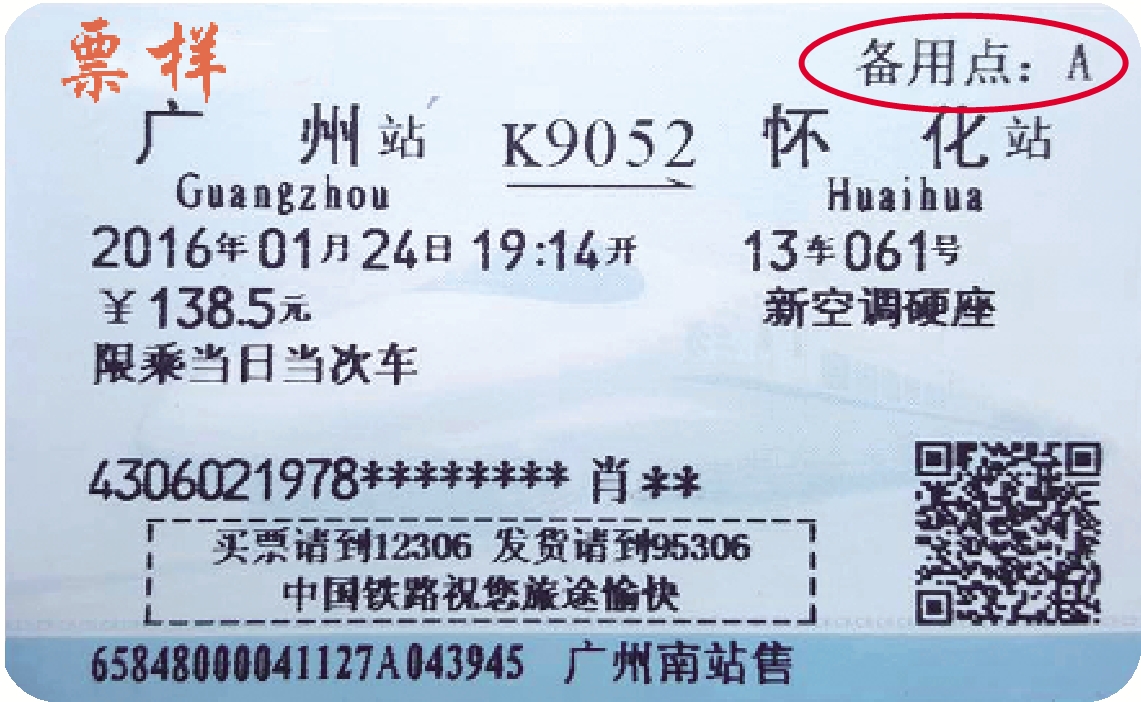 票样
备用点：A
广州站 K9052 怀化站
Guangzhou Huaihua
2016年01月24日 19:14开 13车061号
￥138.5元 新空调硬座
限乘当日当次车
4306021978******** 肖**
买票请到12306 发货请到95306
中国铁路祝您旅途愉快
65848000041127A043945 广州南站售